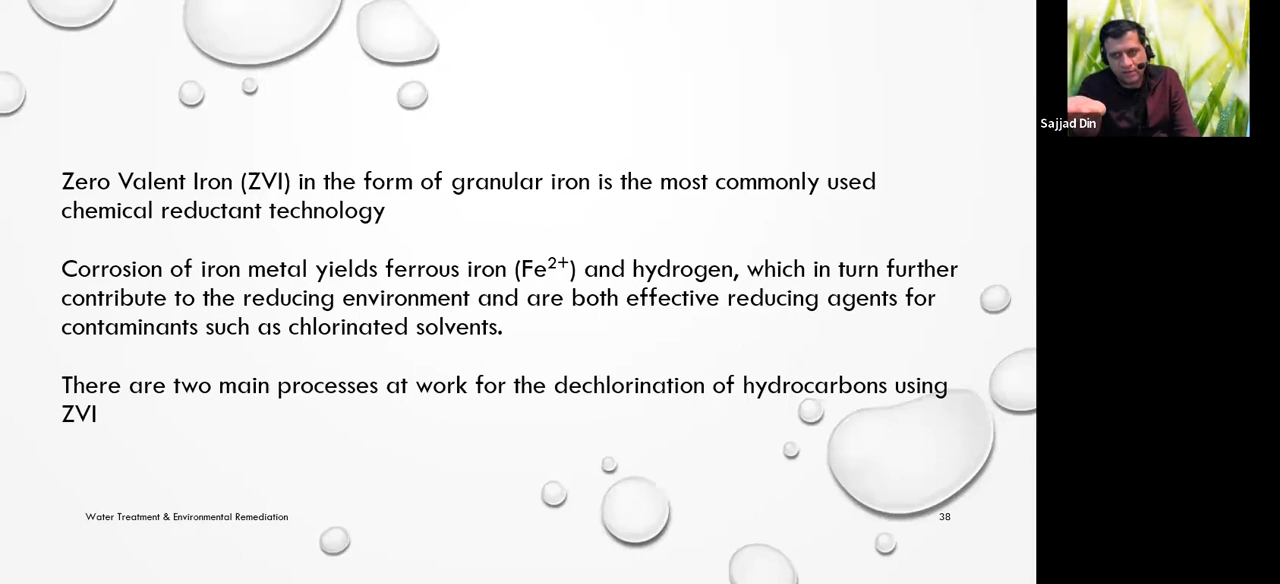 Zero Valent Iron (ZVI) in the form of granular iron is the most commonly used
chemical reductant technology
Corrosion of iron metal yields ferrous iron (Fe²⁺) and hydrogen, which in turn further
contribute to the reducing environment and are both effective reducing agents for
contaminants such as chlorinated solvents.
There are two main processes at work for the dechlorination of hydrocarbons using
ZVI
Water Treatment & Environmental Remediation
38
Sajjad Din